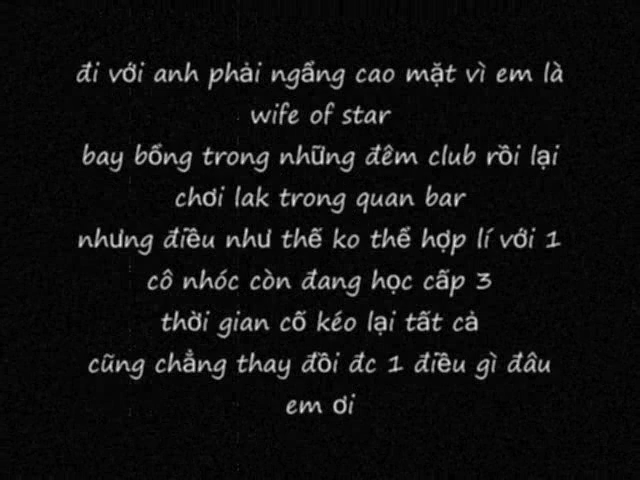 đi với anh phải ngẩng cao mặt vì em là
wife of star
bay bổng trong những đêm club rồi lại
chơi lak trong quan bar
nhưng điều như thế ko thể hợp lí với 1
cô nhóc còn đang học cấp 3
thời gian cố kéo lại tất cả
cũng chẳng thay đổi đc 1 điều gì đâu
em ơi